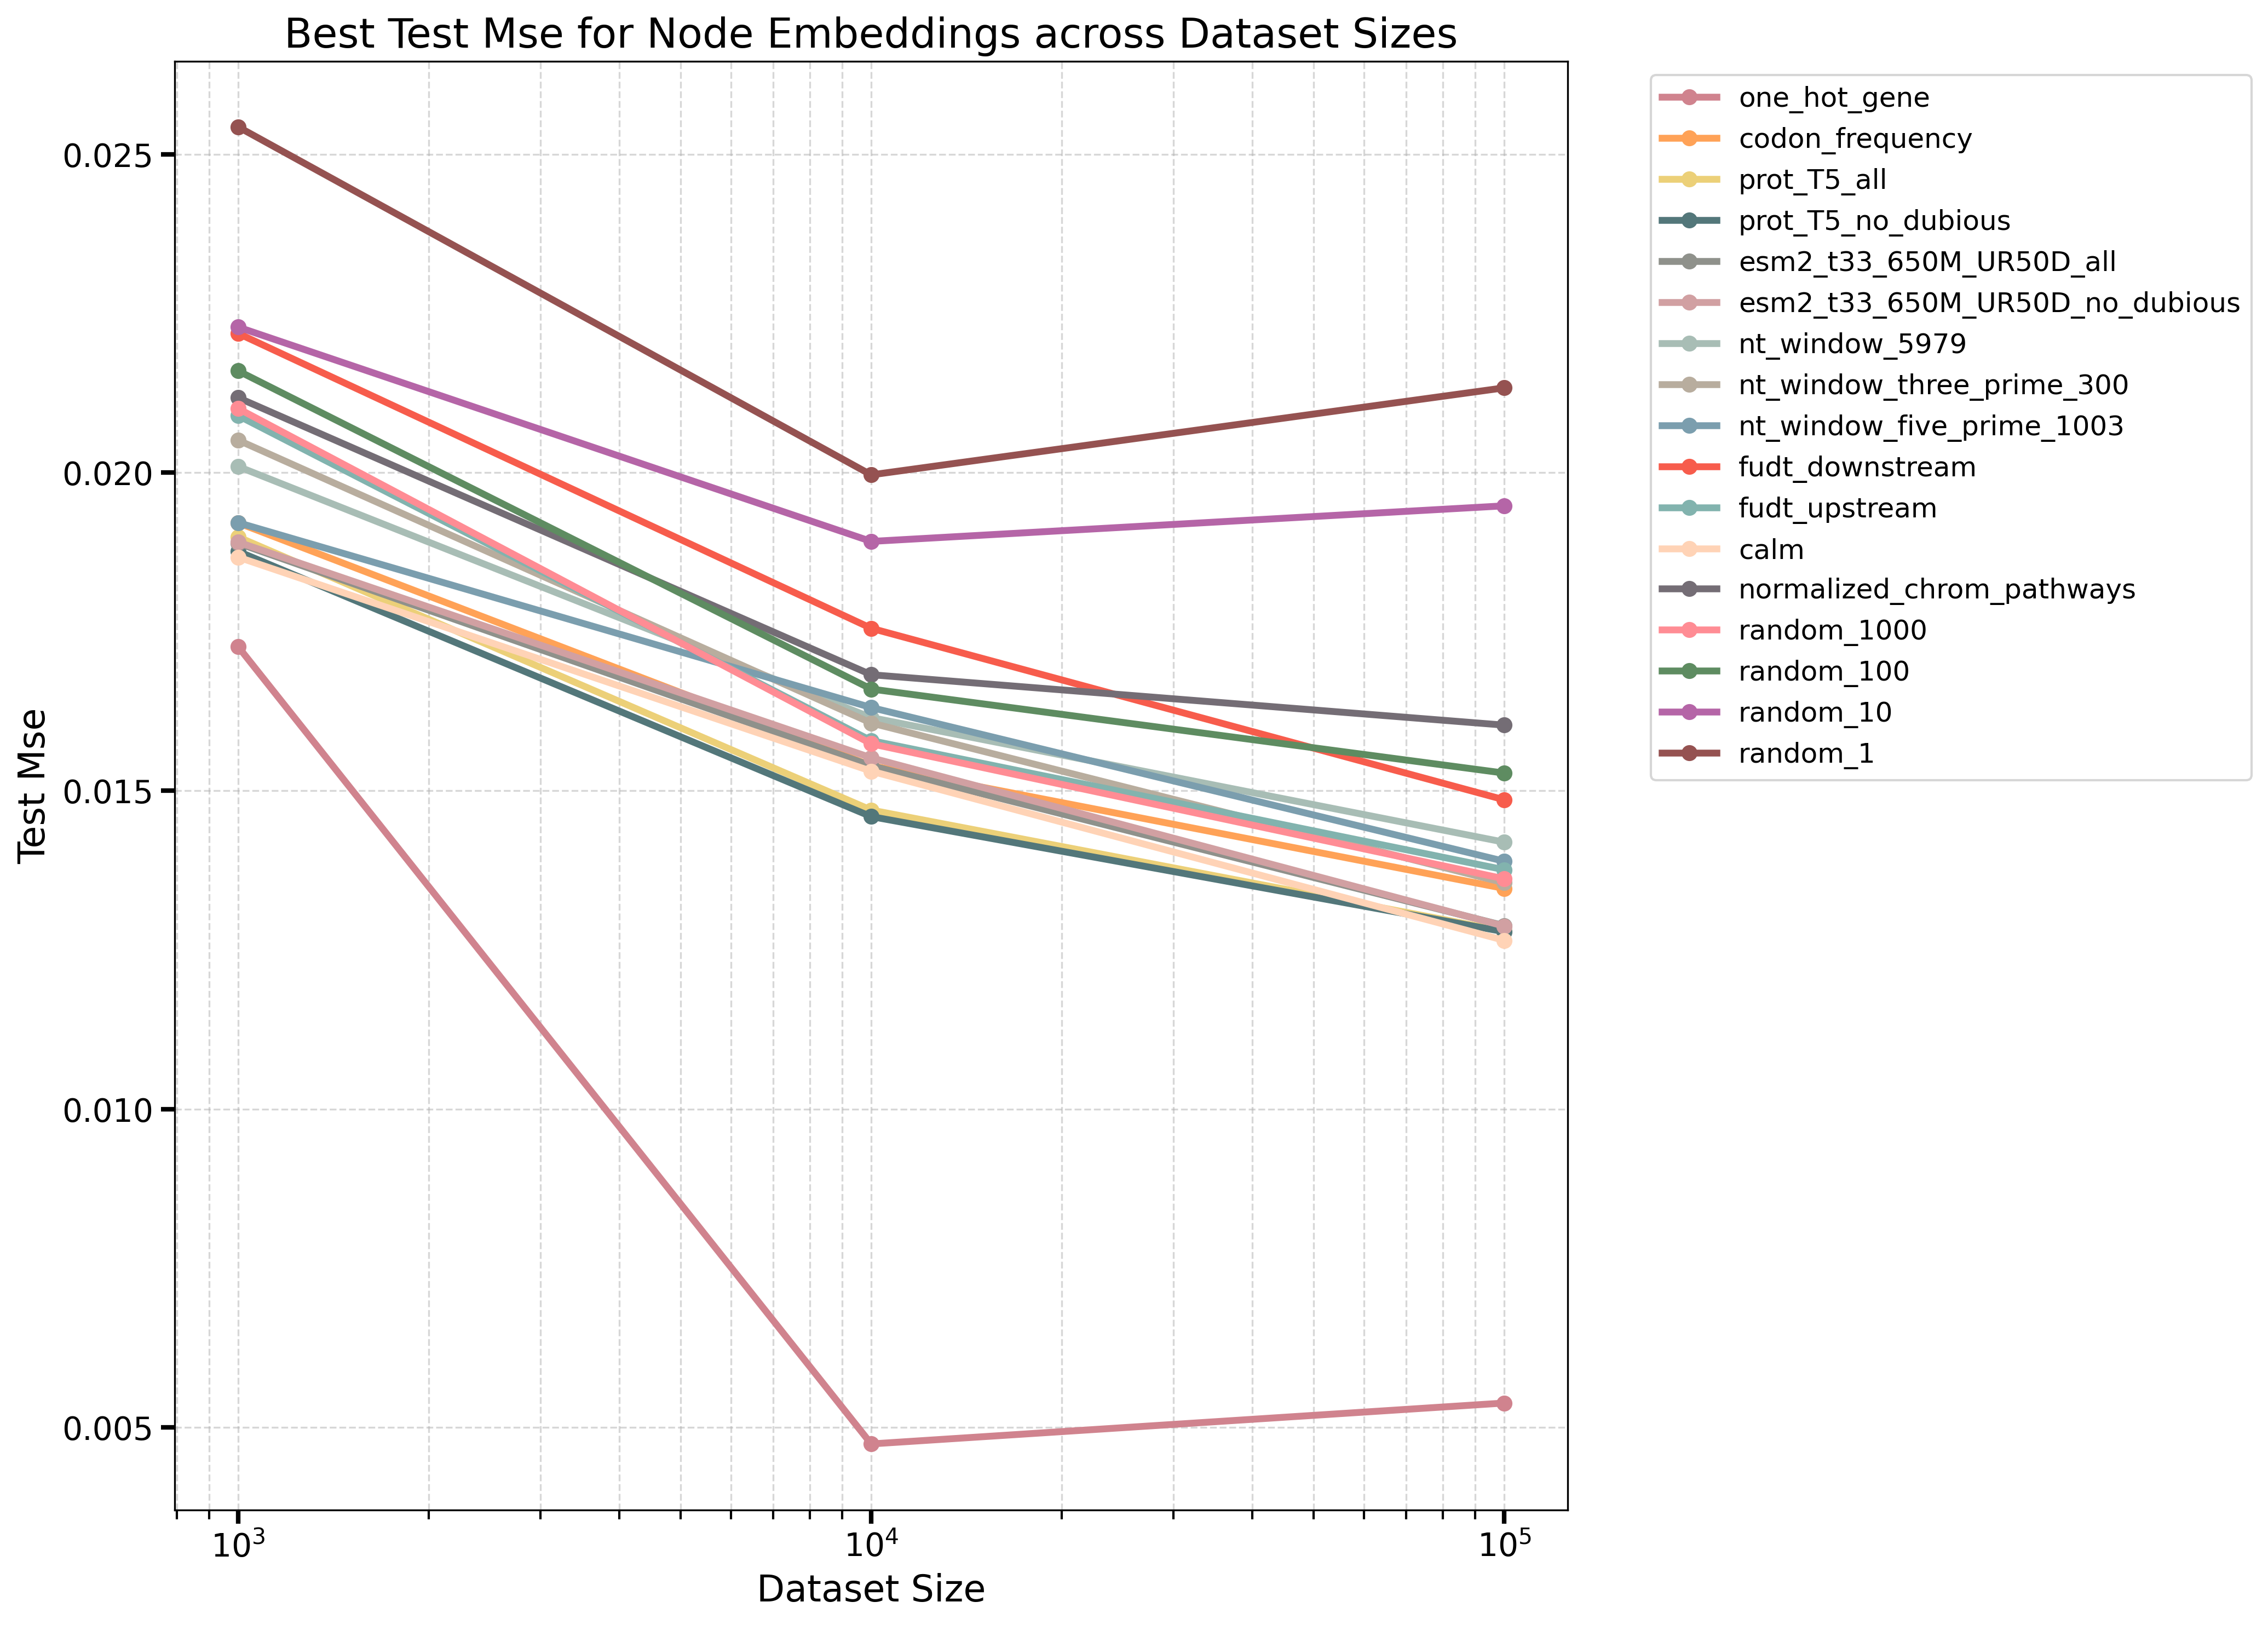 Best Test Mse for Node Embeddings across Dataset Sizes
Test Mse
0.025
0.020
0.015
0.010
0.005
10³
10⁴
10⁵
Dataset Size
one_hot_gene
codon_frequency
prot_T5_all
prot_T5_no_dubious
esm2_t33_650M_UR50D_all
esm2_t33_650M_UR50D_no_dubious
nt_window_5979
nt_window_three_prime_300
nt_window_five_prime_1003
fudt_downstream
fudt_upstream
calm
normalized_chrom_pathways
random_1000
random_100
random_10
random_1